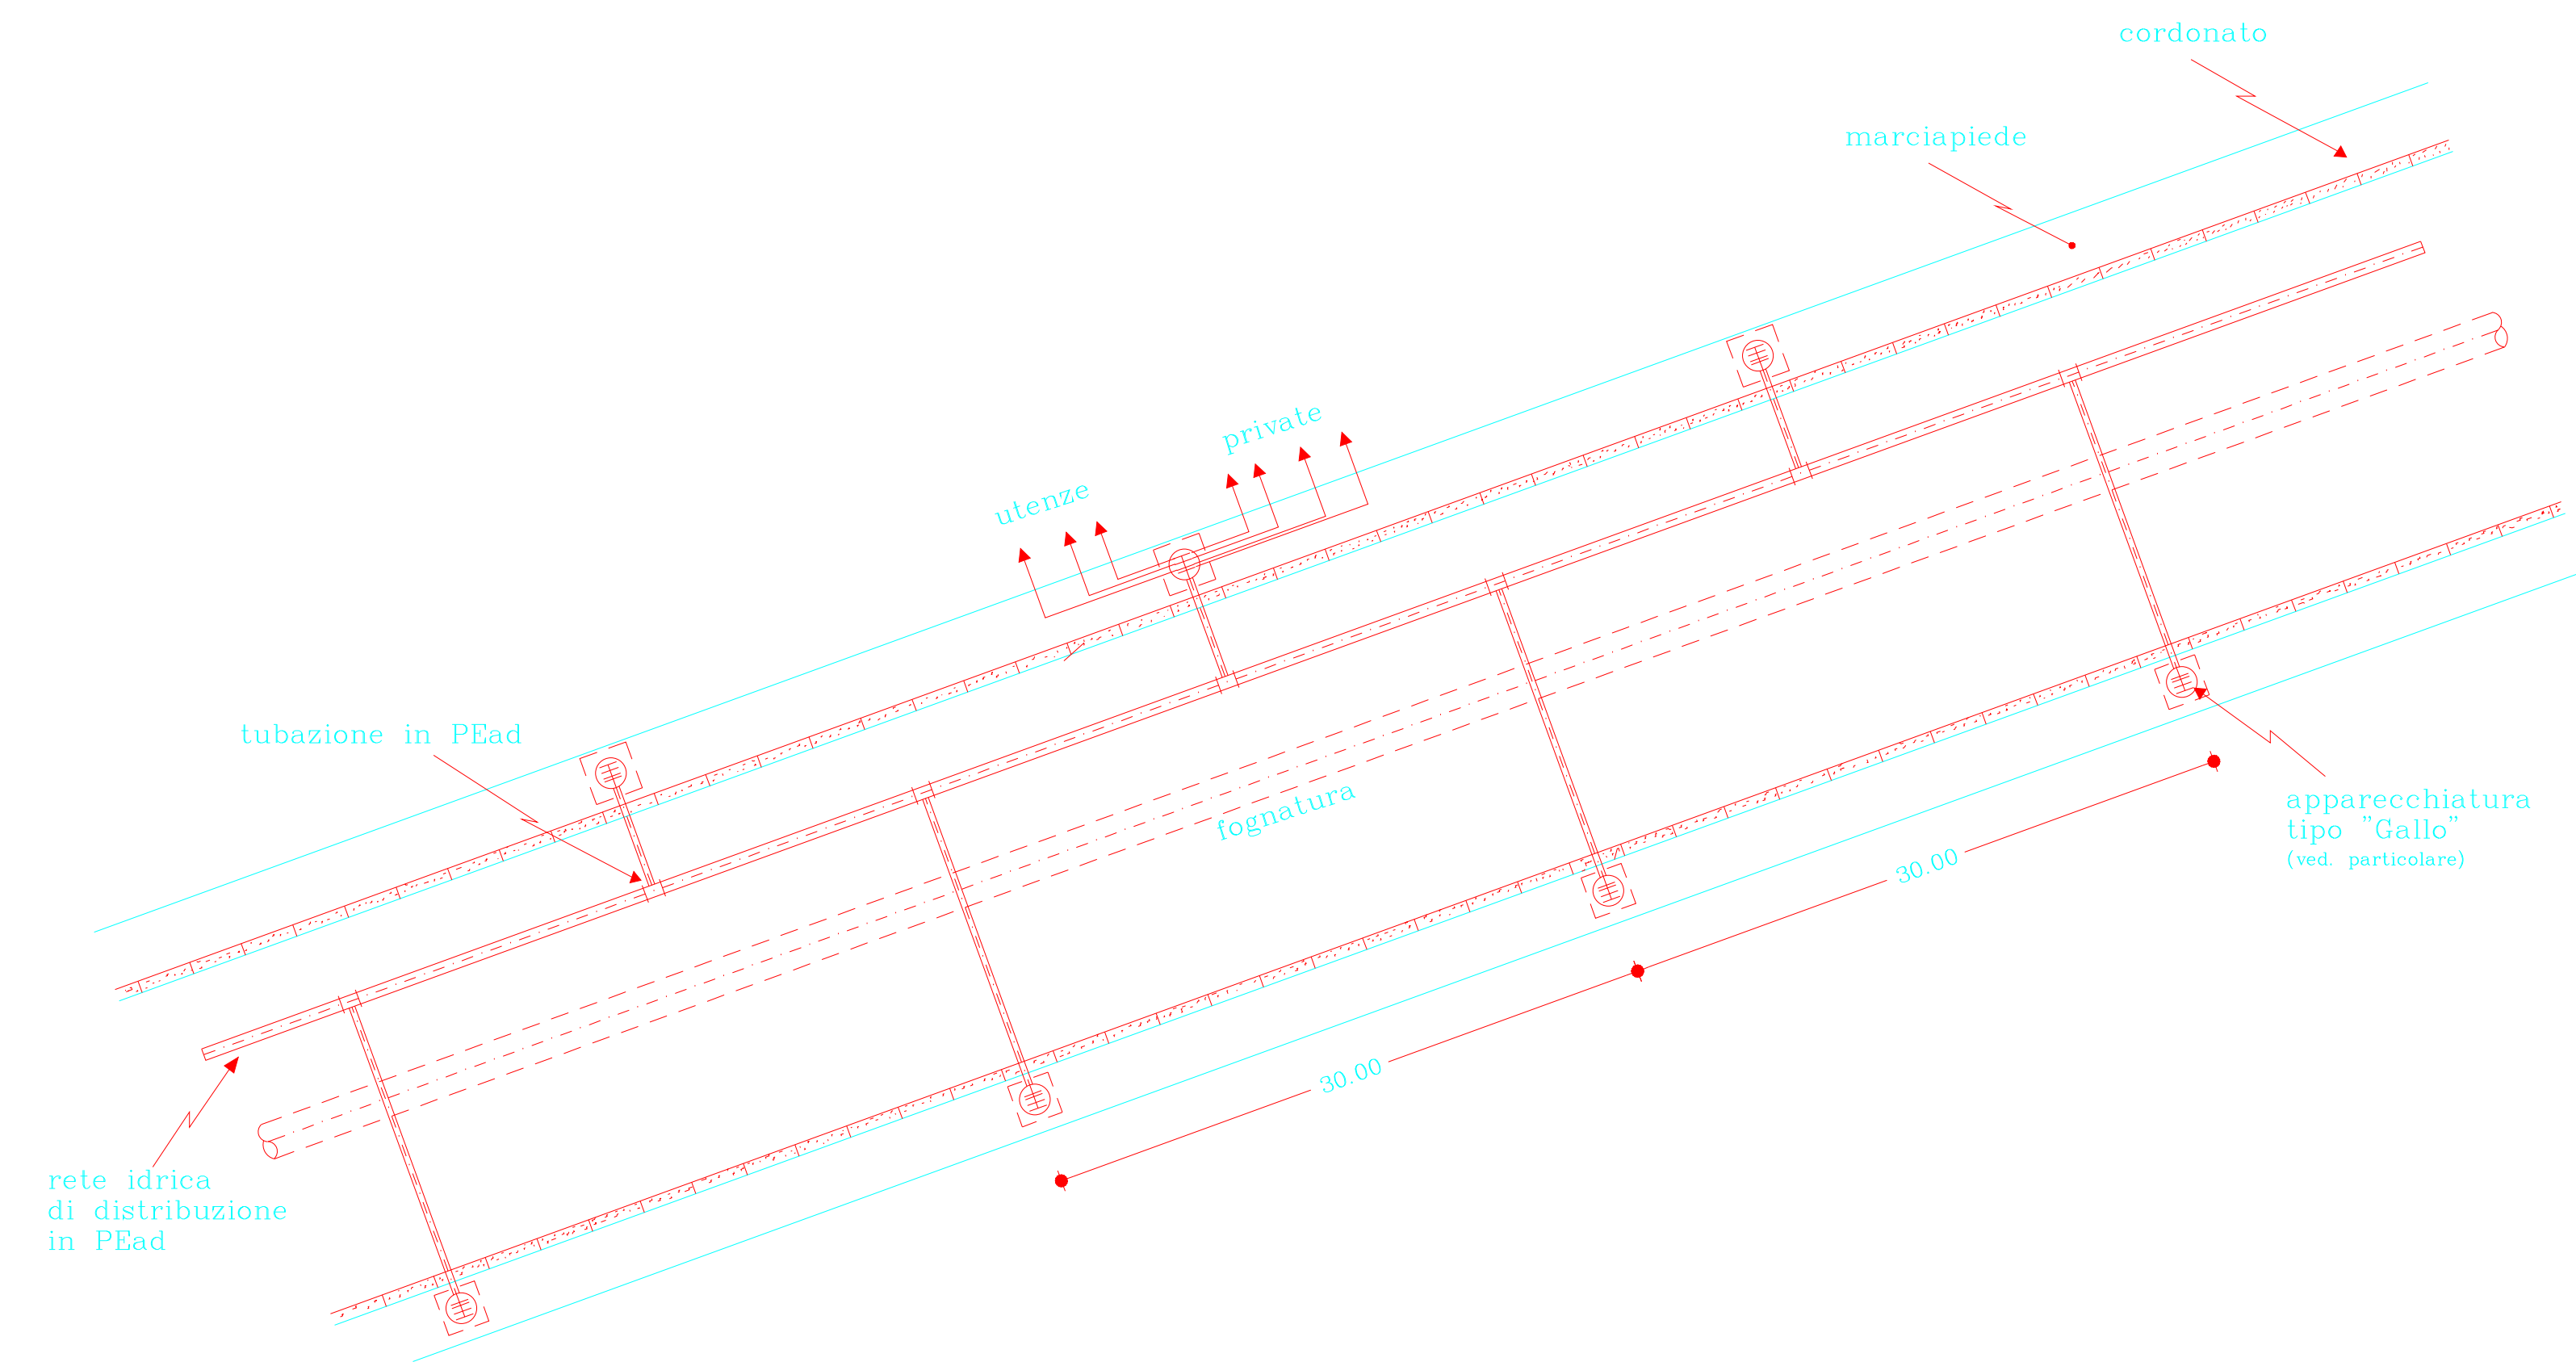 cordonato
marciapiede
private
utenze
tubazione in PEad
fognatura
apparecchiatura
tipo "Gallo"
(ved. particolare)
30.00
30.00
rete idrica
di distribuzione
in PEad